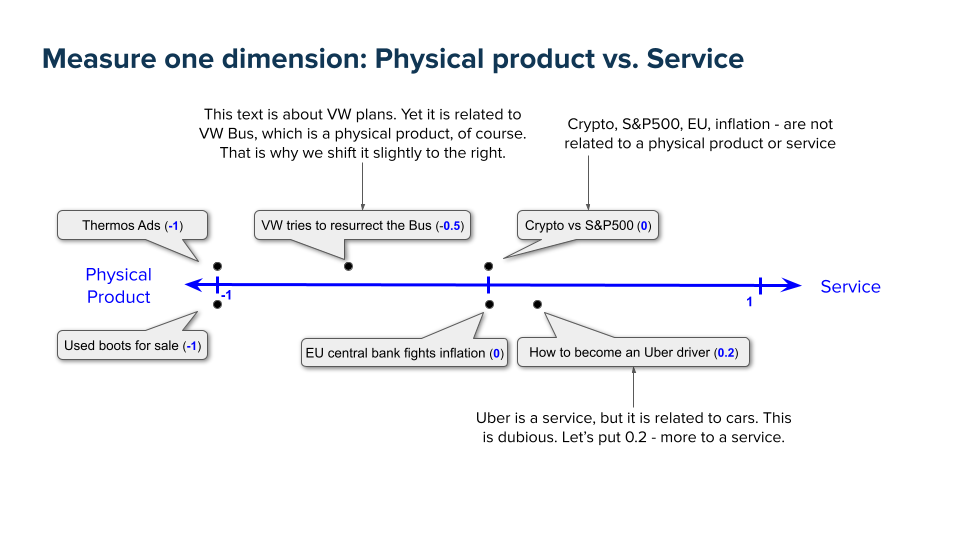 Measure one dimension: Physical product vs. Service
This text is about VW plans. Yet it is related to
VW Bus, which is a physical product, of course.
That is why we shift it slightly to the right.
Crypto, S&P500, EU, inflation - are not
related to a physical product or service
Thermos Ads (-1)
VW tries to resurrect the Bus (-0.5)
Crypto vs S&P500 (0)
Physical
Product
-1
1
Service
Used boots for sale (-1)
EU central bank fights inflation (0)
How to become an Uber driver (0.2)
Uber is a service, but it is related to cars. This
is dubious. Let’s put 0.2 - more to a service.